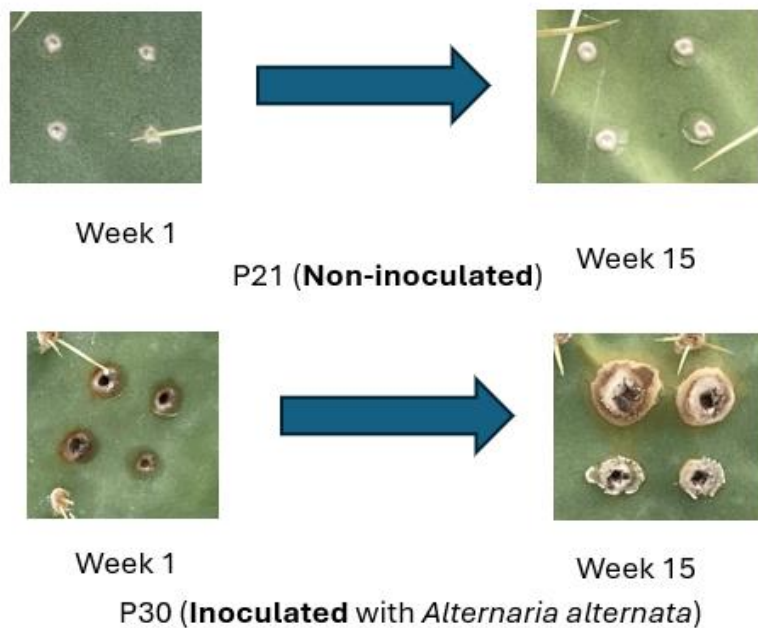 Week 1
Week 15
P21 (Non-inoculated)
Week 1
Week 15
P30 (Inoculated with Alternaria alternata)